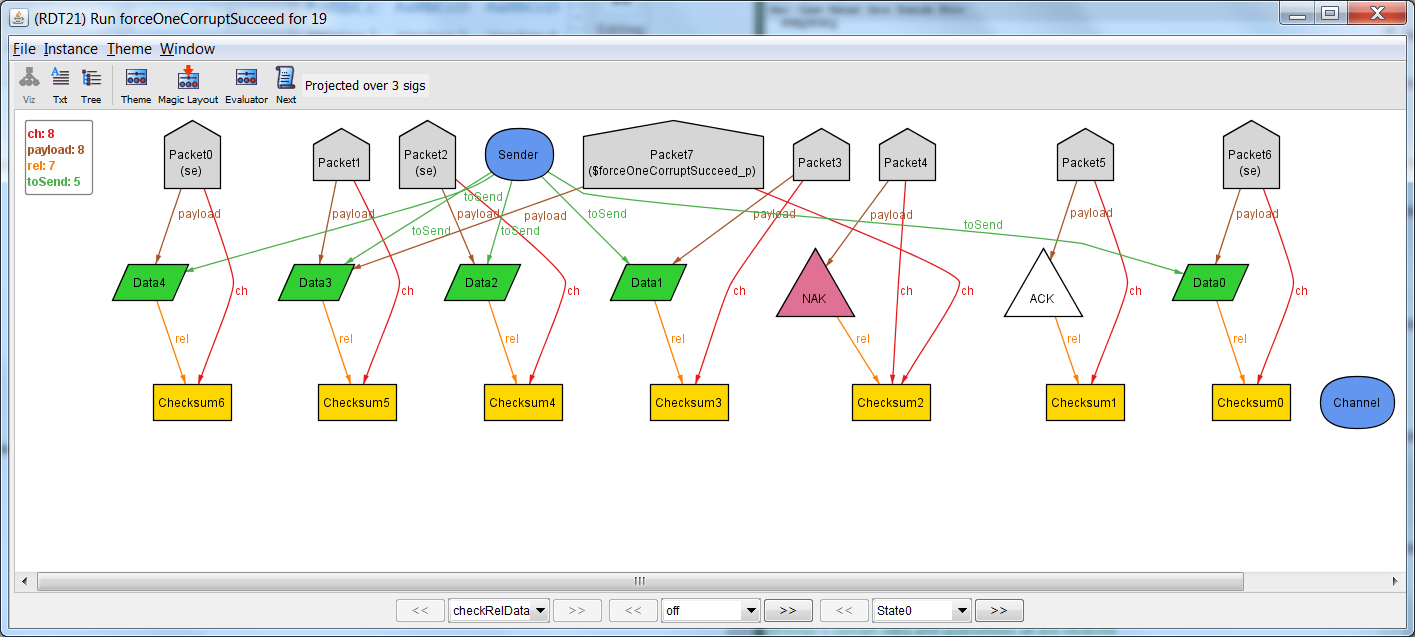 (RDT21) Run forceOneCorruptSucceed for 19
File Instance Theme Window
Viz Txt Tree Theme Magic Layout Evaluator Next Projected over 3 sigs
ch: 8
payload: 8
rel: 7
toSend: 5
Packet0
(se)
Packet1
Packet2
(se)
Sender
Packet7
($forceOneCorruptSucceed_p)
Packet3
Packet4
Packet5
Packet6
(se)
toSend
payload payload payload payload toSend payload payload payload payload
toSend toSend toSend
Data4 Data3 Data2 Data1 NAK ACK Data0
ch ch ch ch ch ch ch ch
rel rel rel rel rel rel rel
Checksum6 Checksum5 Checksum4 Checksum3 Checksum2 Checksum1 Checksum0 Channel
<< checkRelData >> << off >> << State0 >>